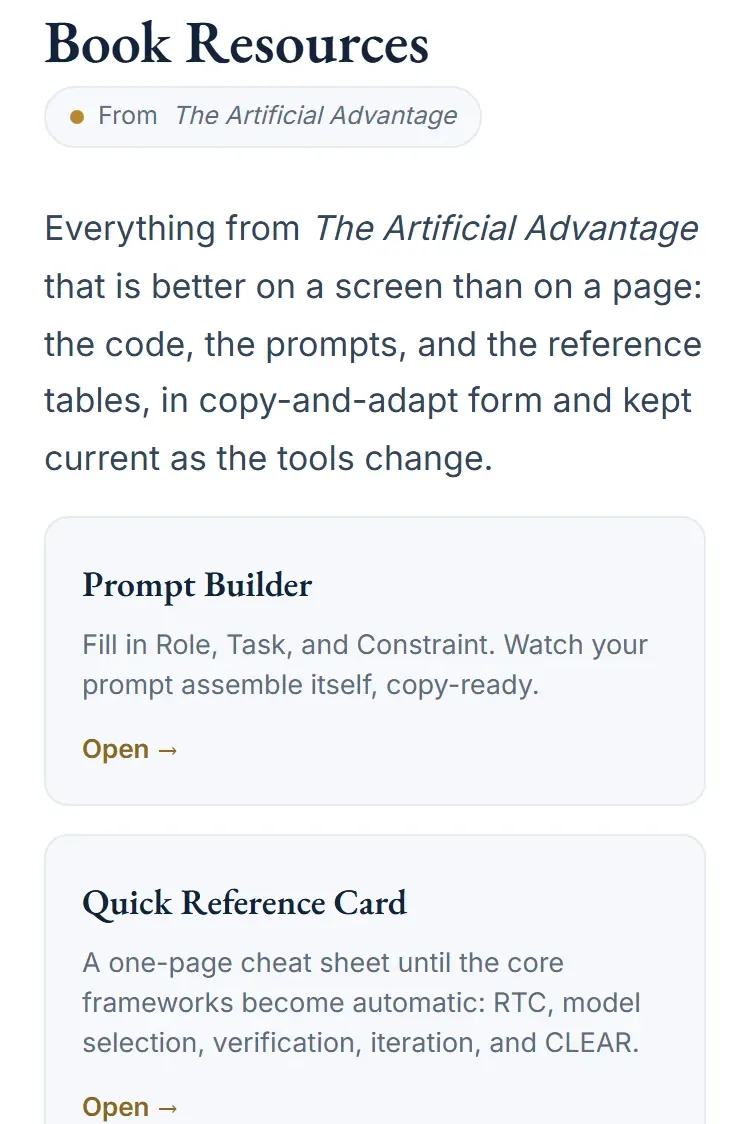 Book Resources
From The Artificial Advantage
Everything from The Artificial Advantage
that is better on a screen than on a page:
the code, the prompts, and the reference
tables, in copy-and-adapt form and kept
current as the tools change.
Prompt Builder
Fill in Role, Task, and Constraint. Watch your
prompt assemble itself, copy-ready.
Open →
Quick Reference Card
A one-page cheat sheet until the core
frameworks become automatic: RTC, model
selection, verification, iteration, and CLEAR.
Open →